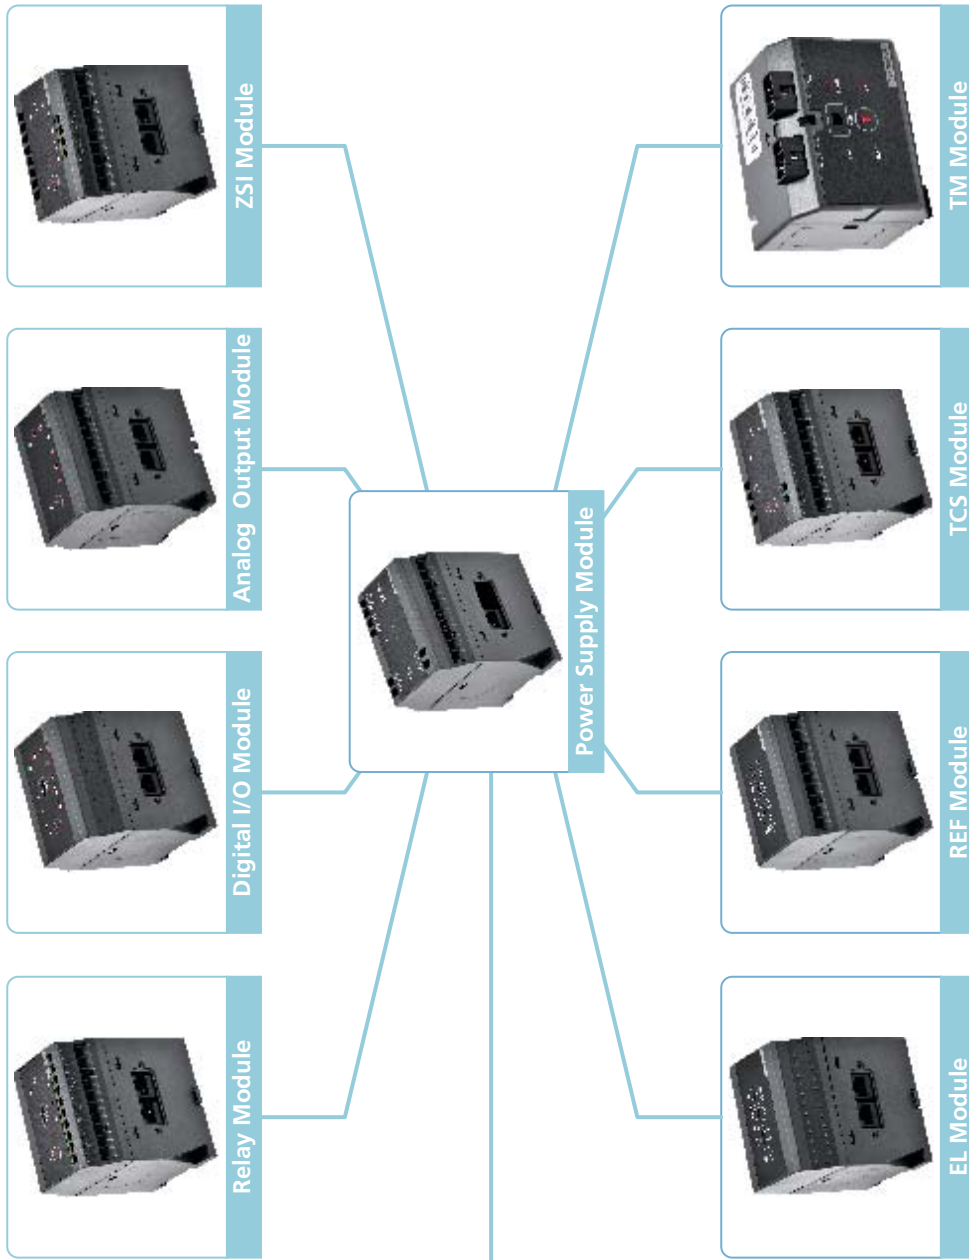 Relay Module
Digital I/O Module
Analog Output Module
ZSI Module
Power Supply Module
EL Module
REF Module
TCS Module
TM Module